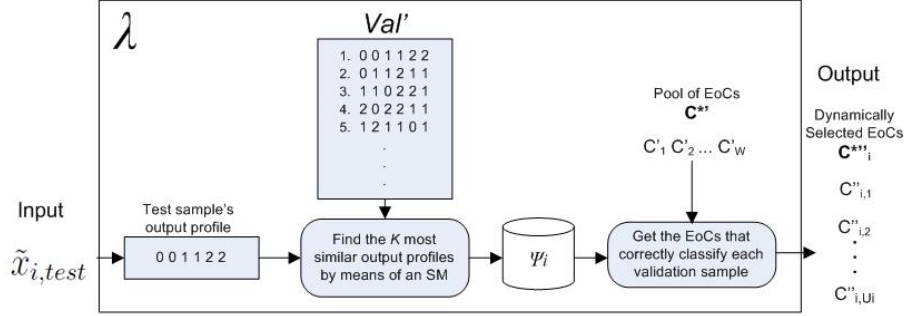 λ
Val'
1. 0 0 1 1 2 2
2. 0 1 1 2 1 1
3. 1 1 0 2 2 1
4. 2 0 2 2 1 1
5. 1 2 1 1 0 1
.
.
.
Input
x̃i,test
Test sample's
output profile
0 0 1 1 2 2
Find the K most
similar output profiles
by means of an SM
Ψi
Pool of EoCs
C*'
C'1 C'2 ... C'W
Get the EoCs that
correctly classify each
validation sample
Output
Dynamically
Selected EoCs
C*''i
C''i,1
C''i,2
.
.
.
C''i,Ui